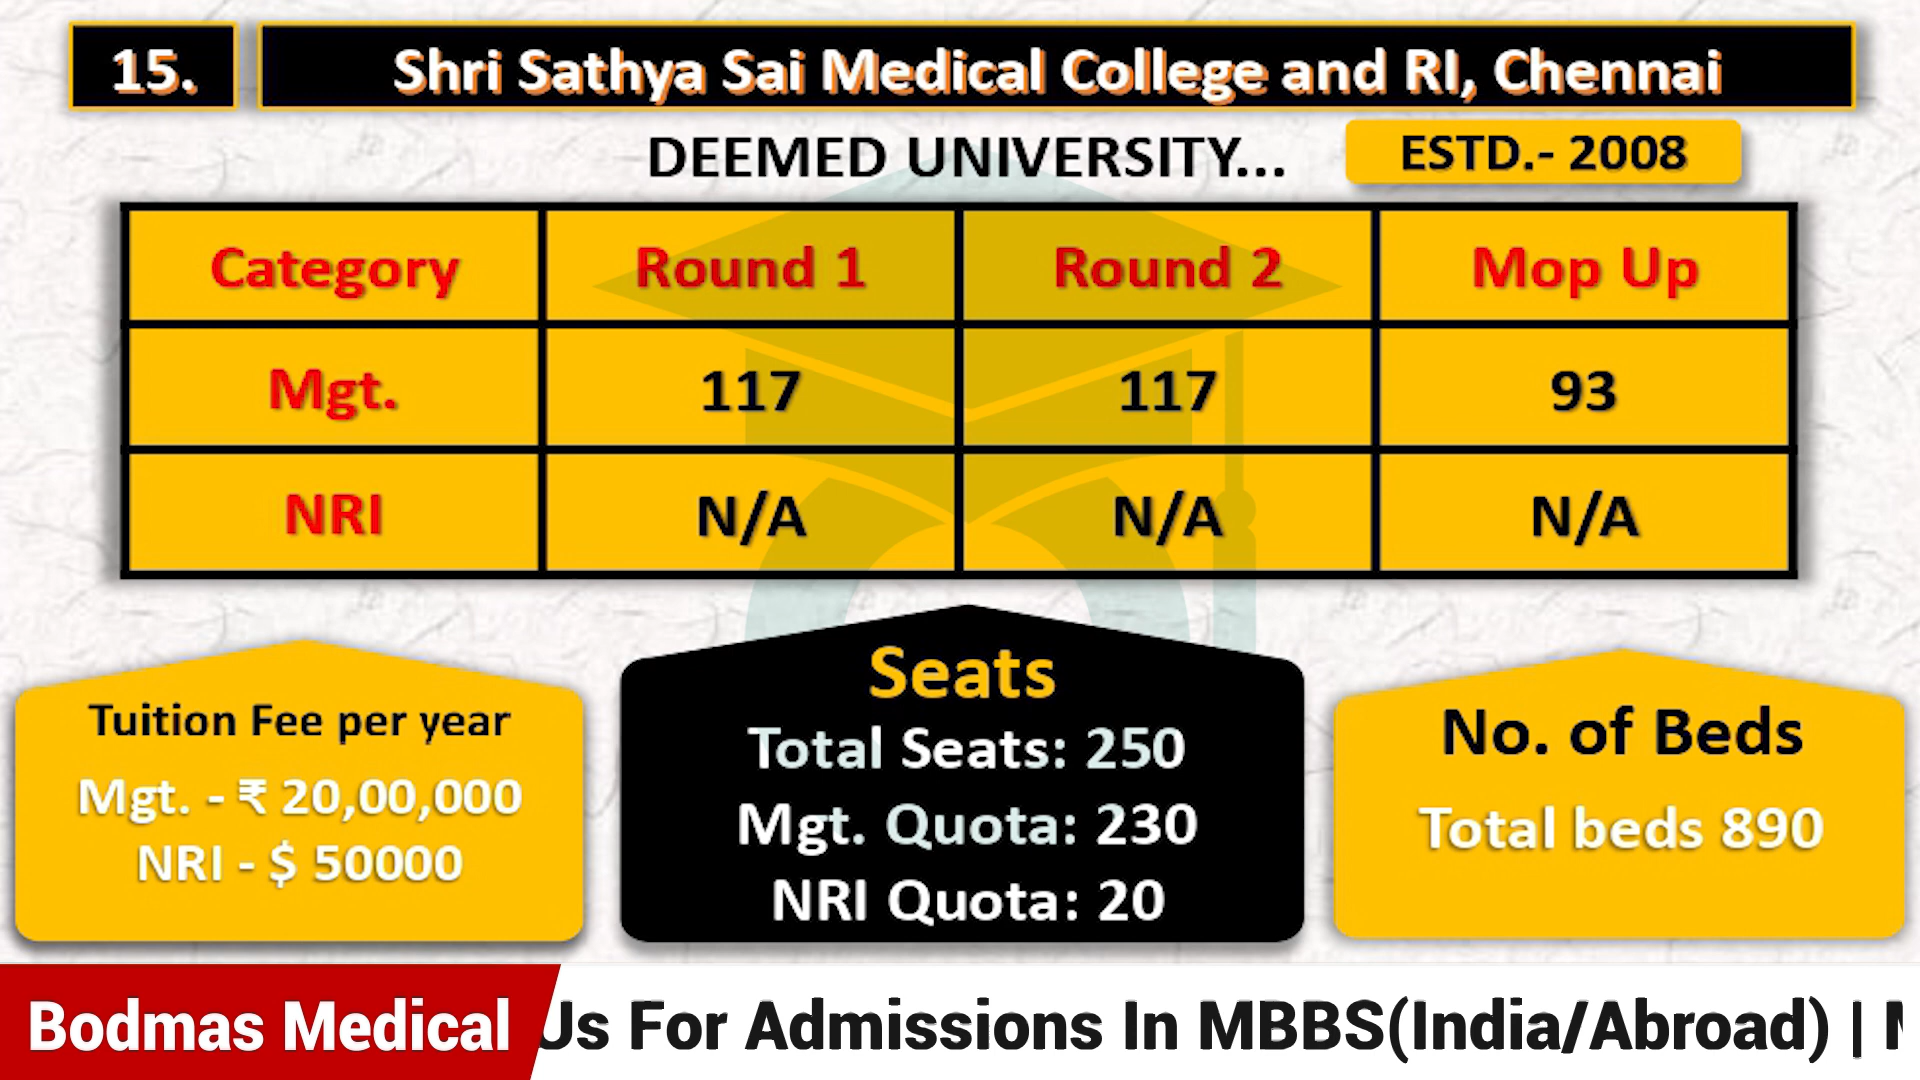 15. Shri Sathya Sai Medical College and RI, Chennai
DEEMED UNIVERSITY... ESTD.- 2008
Category Round 1 Round 2 Mop Up
Mgt. 117 117 93
NRI N/A N/A N/A
Tuition Fee per year
Mgt. - ₹ 20,00,000
NRI - $ 50000
Seats
Total Seats: 250
Mgt. Quota: 230
NRI Quota: 20
No. of Beds
Total beds 890
Bodmas Medical Us For Admissions In MBBS(India/Abroad) |